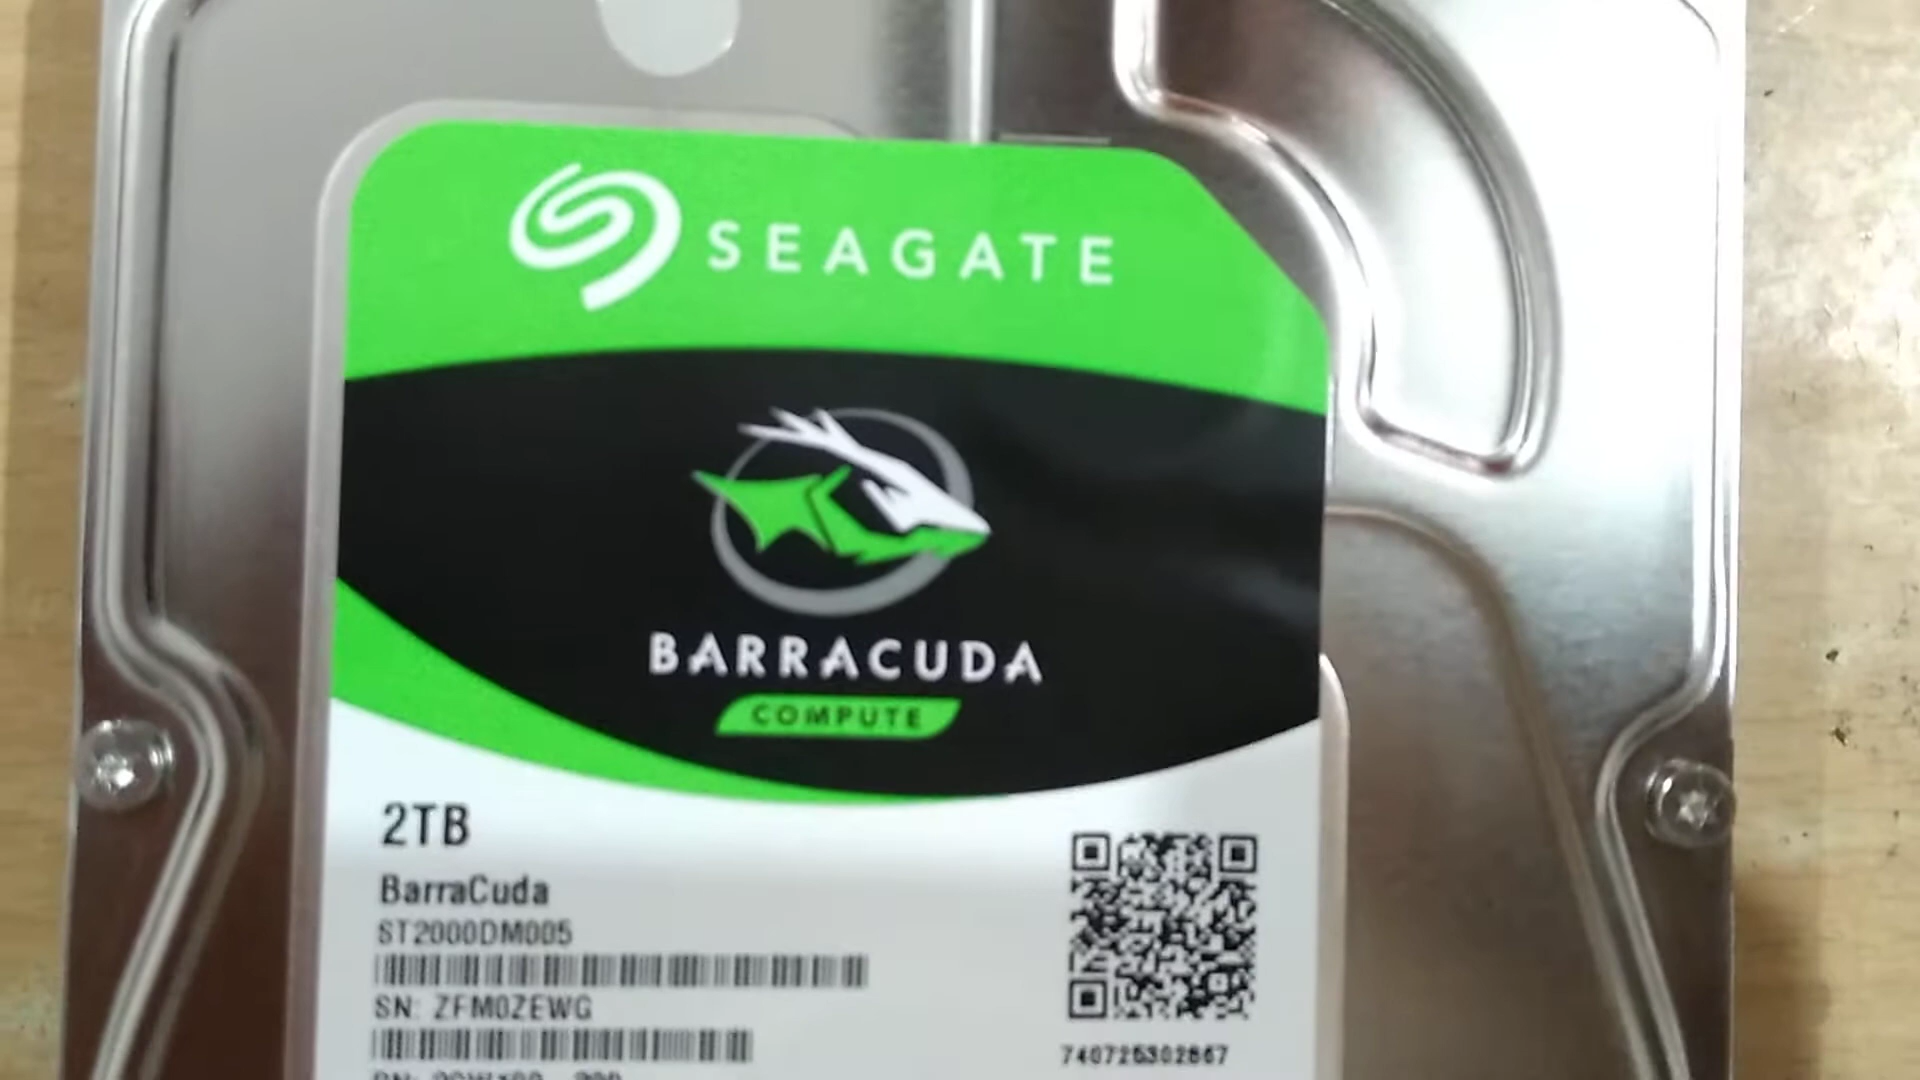 SEAGATE
BARRACUDA
COMPUTE
2TB
BarraCuda
ST2000DM005
SN: ZFM0ZEWG
740725302867